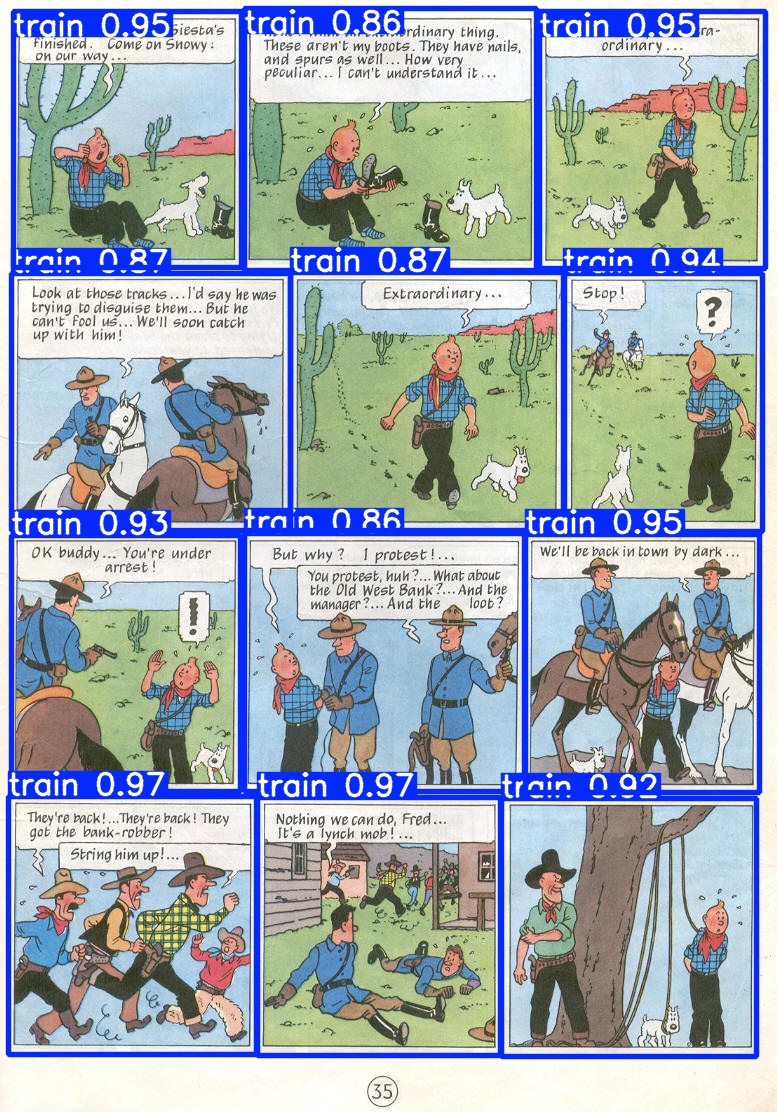 train 0.95
Siesta's
finished. Come on Snowy:
on our way...
train 0.86
ordinary thing.
These aren't my boots. They have nails,
and spurs as well... How very
peculiar... I can't understand it...
train 0.95
ra-
ordinary...
train 0.87
Look at those tracks...I'd say he was
trying to disguise them... But he
can't fool us... We'll soon catch
up with him!
train 0.87
Extraordinary...
train 0.94
Stop!
?
train 0.93
OK buddy... You're under
arrest!
!
train 0.86
But why? I protest!...
You protest, huh?...What about
the Old West Bank?...And the
manager?...And the loot?
train 0.95
We'll be back in town by dark...
train 0.97
They're back!...They're back! They
got the bank-robber!
String him up!...
train 0.97
Nothing we can do, Fred...
It's a lynch mob!...
train 0.92
35